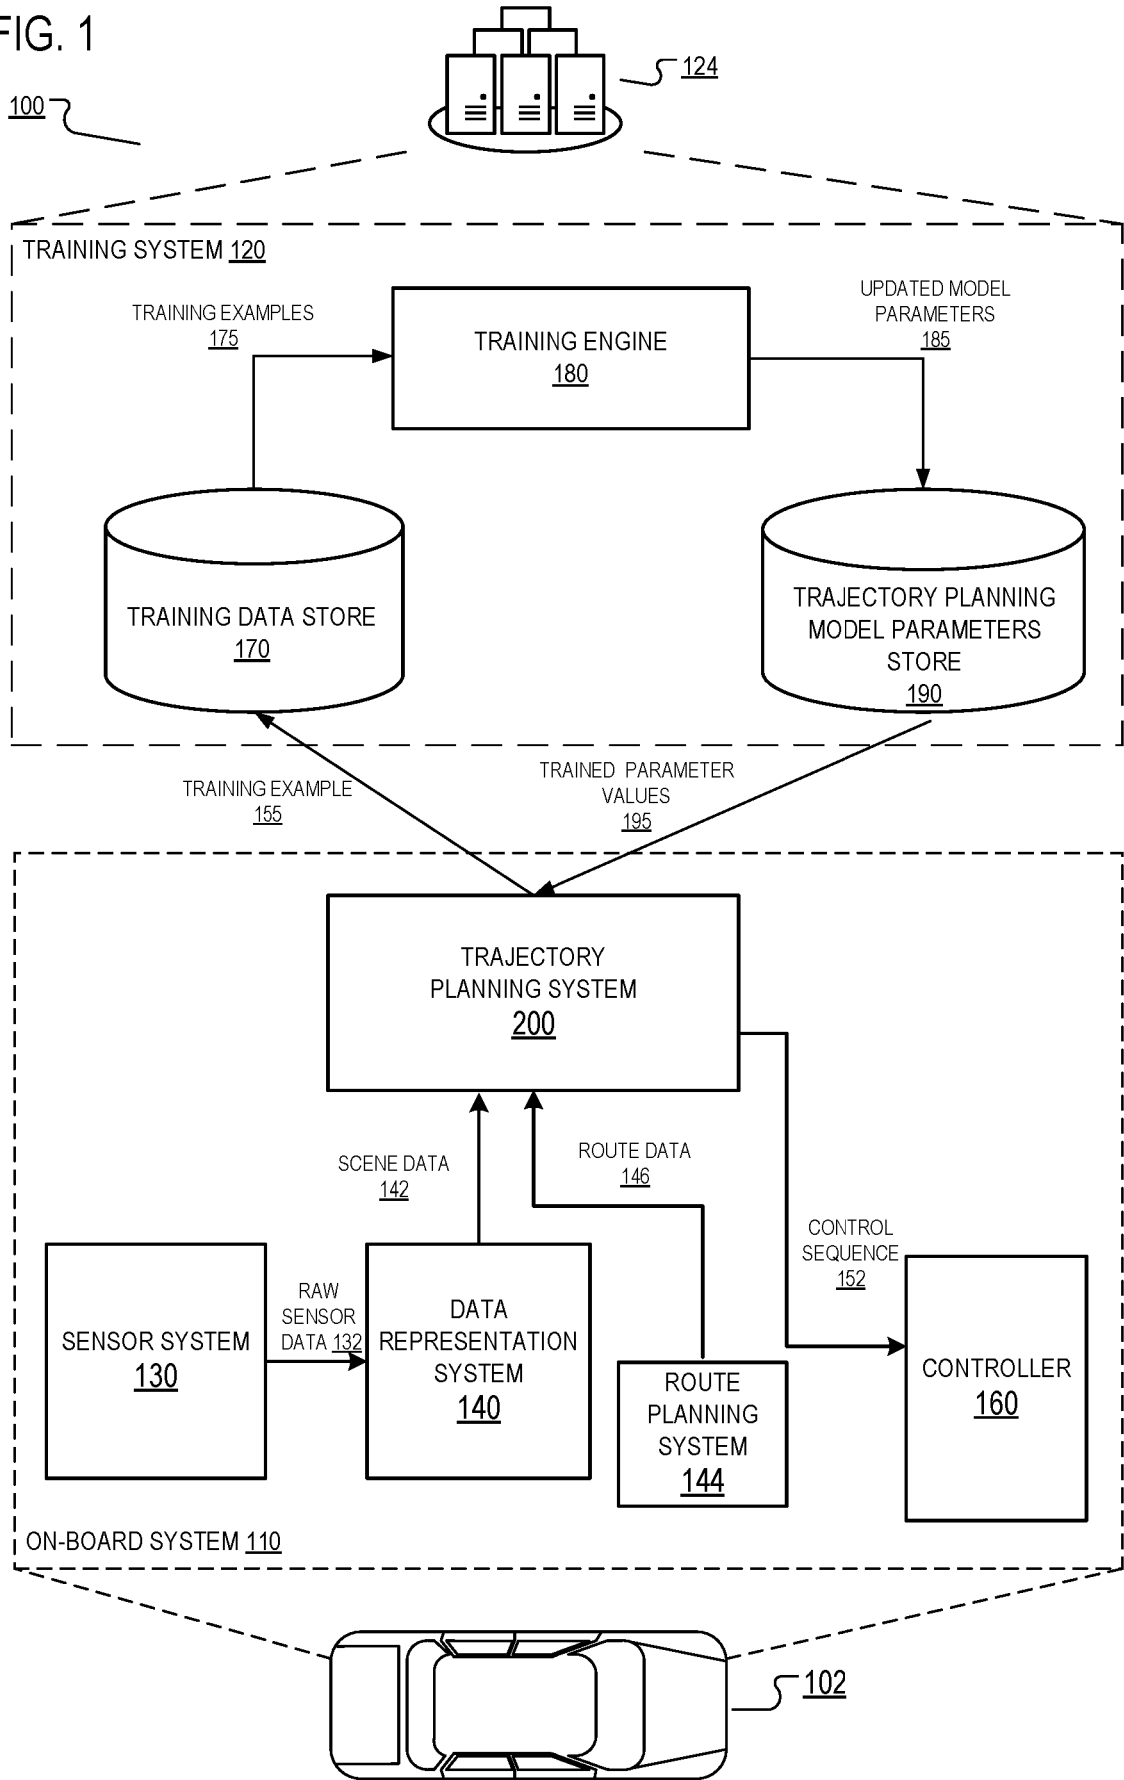 FIG. 1
124
100
TRAINING SYSTEM 120
TRAINING EXAMPLES
175
TRAINING ENGINE
180
UPDATED MODEL
PARAMETERS
185
TRAINING DATA STORE
170
TRAJECTORY PLANNING
MODEL PARAMETERS
STORE
190
TRAINING EXAMPLE
155
TRAINED PARAMETER
VALUES
195
TRAJECTORY
PLANNING SYSTEM
200
SCENE DATA
142
ROUTE DATA
146
CONTROL
SEQUENCE
152
SENSOR SYSTEM
130
RAW
SENSOR
DATA 132
DATA
REPRESENTATION
SYSTEM
140
ROUTE
PLANNING
SYSTEM
144
CONTROLLER
160
ON-BOARD SYSTEM 110
102